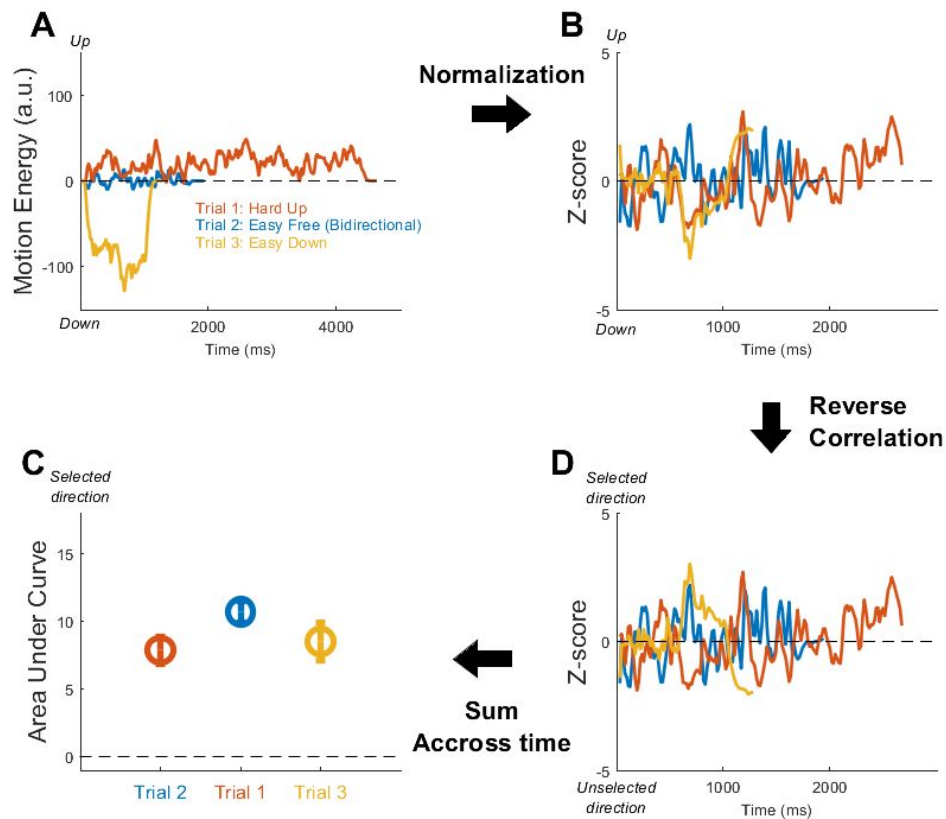 A
Up
Motion Energy (a.u.)
100
0
-100
Trial 1: Hard Up
Trial 2: Easy Free (Bidirectional)
Trial 3: Easy Down
Down
2000
4000
Time (ms)
Normalization
B
Up
Z-score
5
0
-5
Down
1000
2000
Time (ms)
Reverse
Correlation
C
Selected
direction
Area Under Curve
15
10
5
0
Trial 2
Trial 1
Trial 3
Sum
Accross time
D
Selected
direction
Z-score
5
0
-5
Unselected
direction
1000
2000
Time (ms)